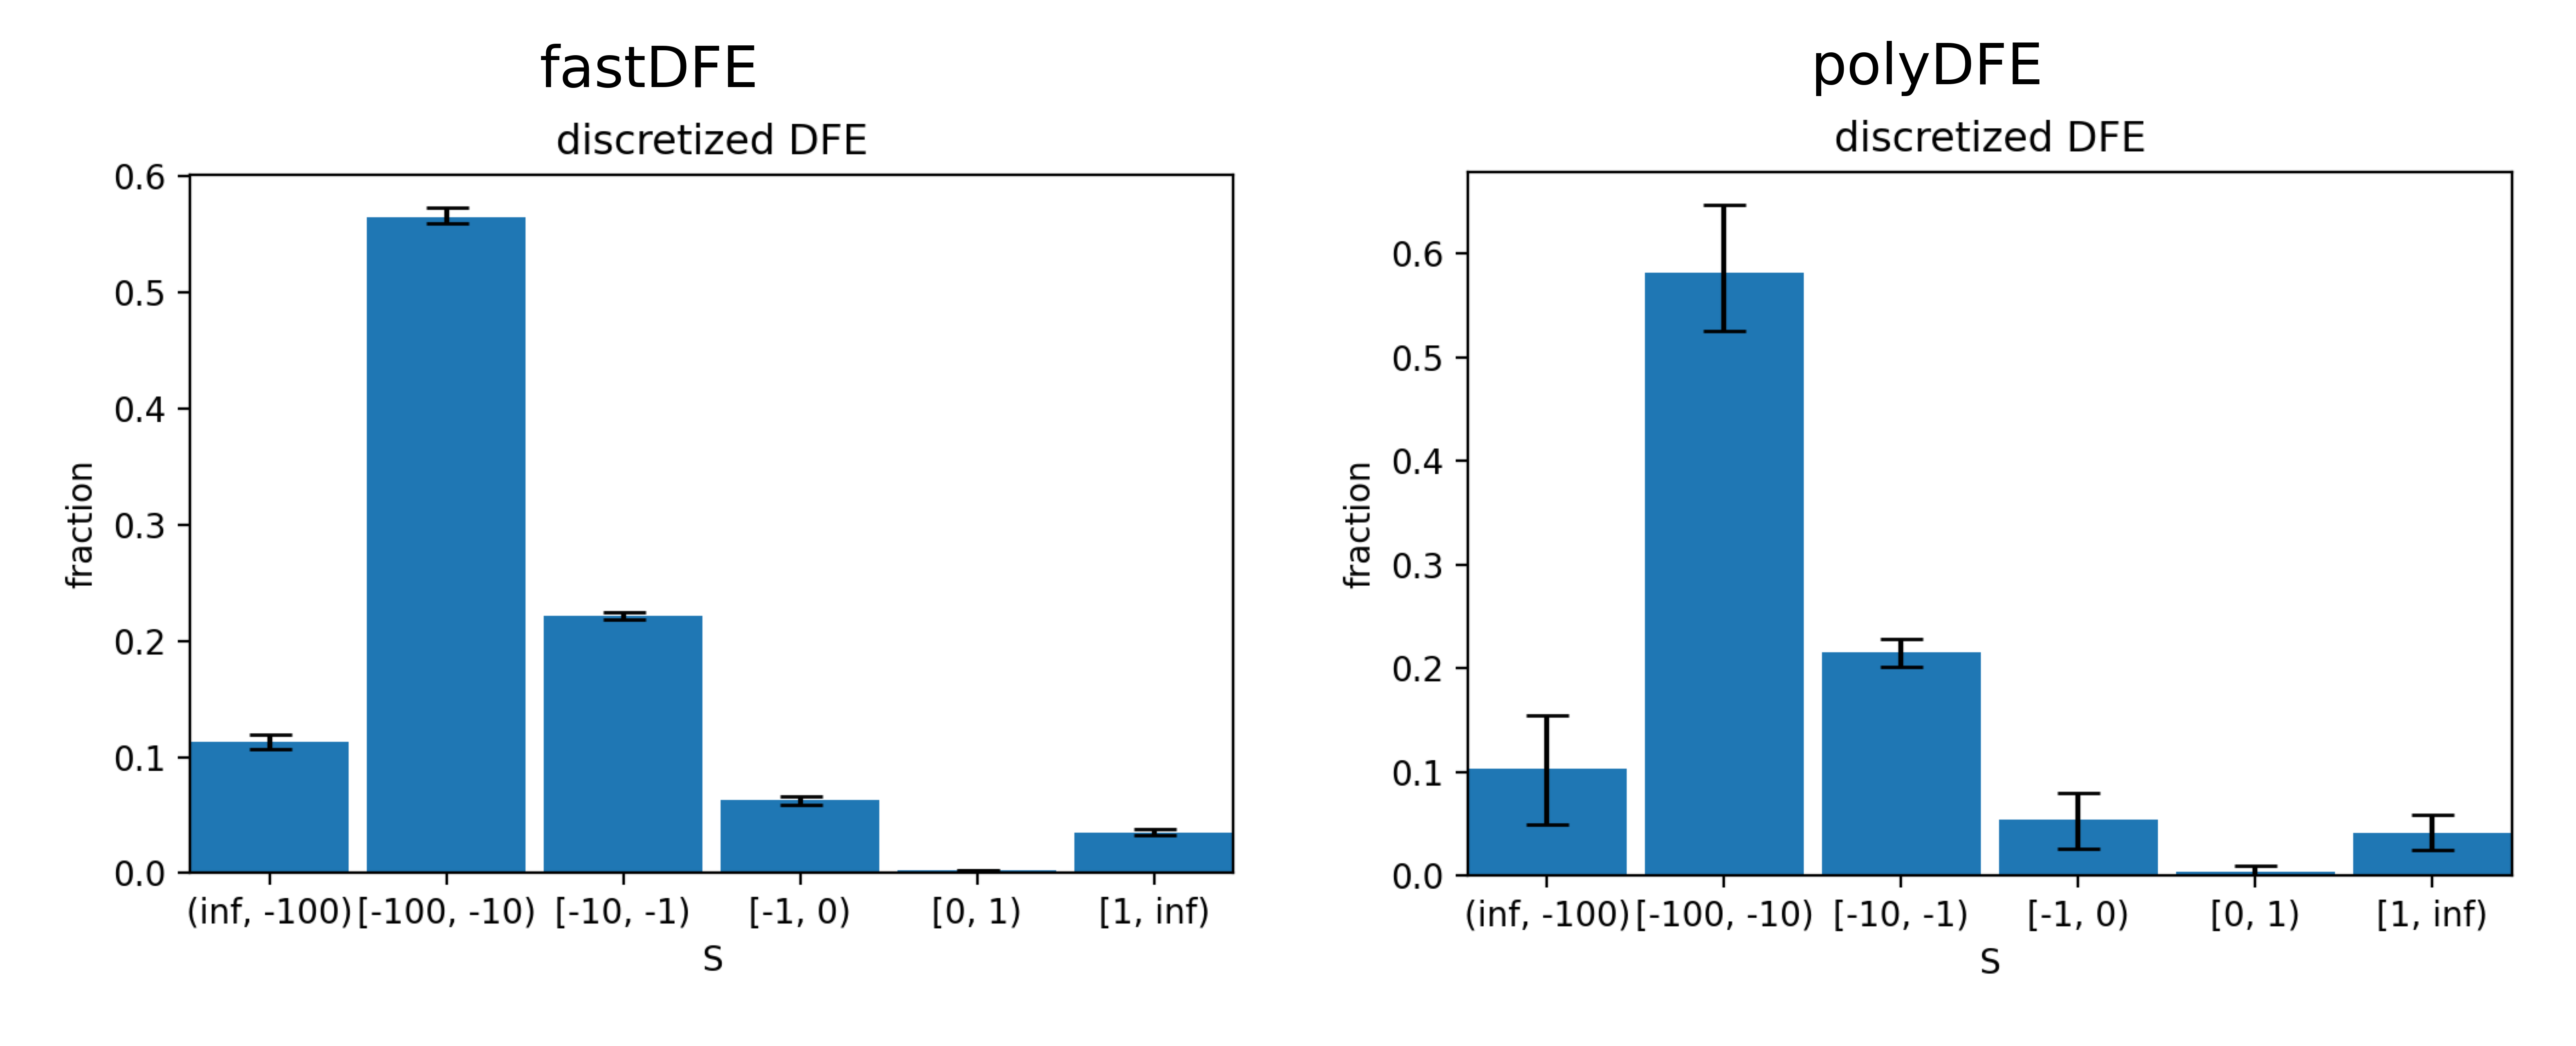 fastDFE
discretized DFE
0.6
0.5
0.4
0.3
0.2
0.1
0.0
fraction
(inf, -100) [-100, -10) [-10, -1) [-1, 0) [0, 1) [1, inf)
S
polyDFE
discretized DFE
0.6
0.5
0.4
0.3
0.2
0.1
0.0
fraction
(inf, -100) [-100, -10) [-10, -1) [-1, 0) [0, 1) [1, inf)
S